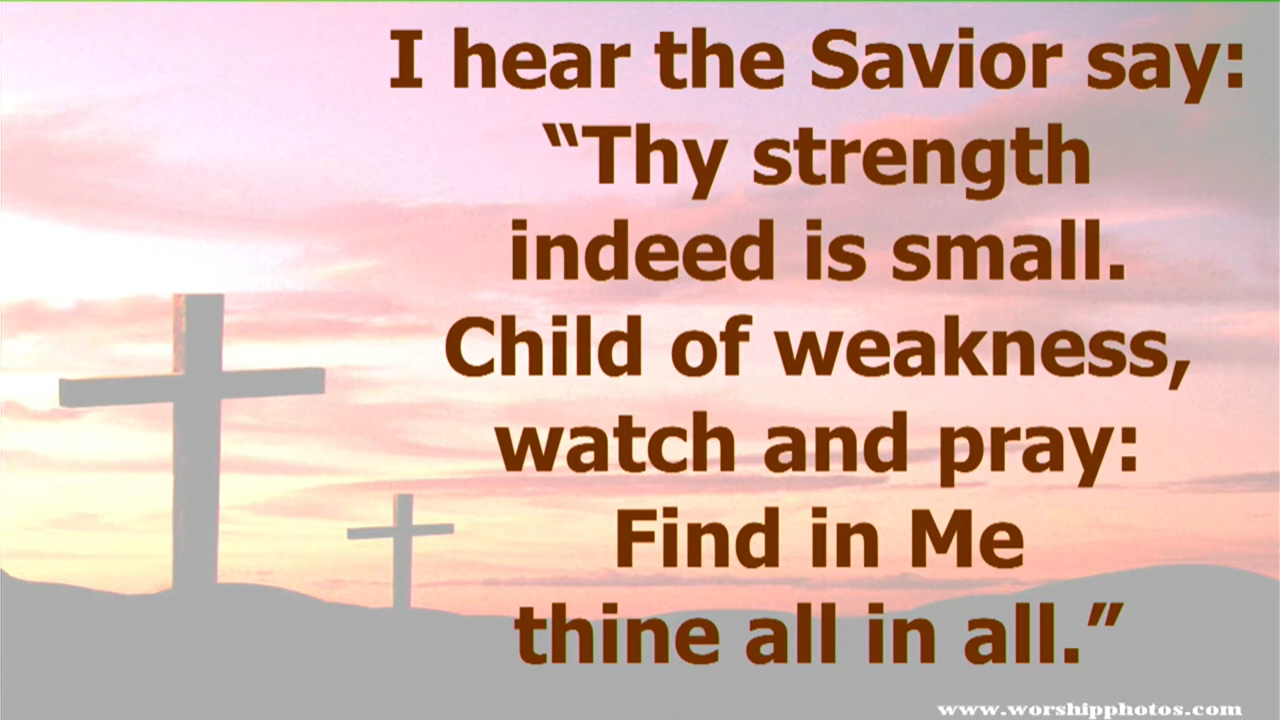 I hear the Savior say:
“Thy strength
indeed is small.
Child of weakness,
watch and pray:
Find in Me
thine all in all.”
www.worshipphotos.com